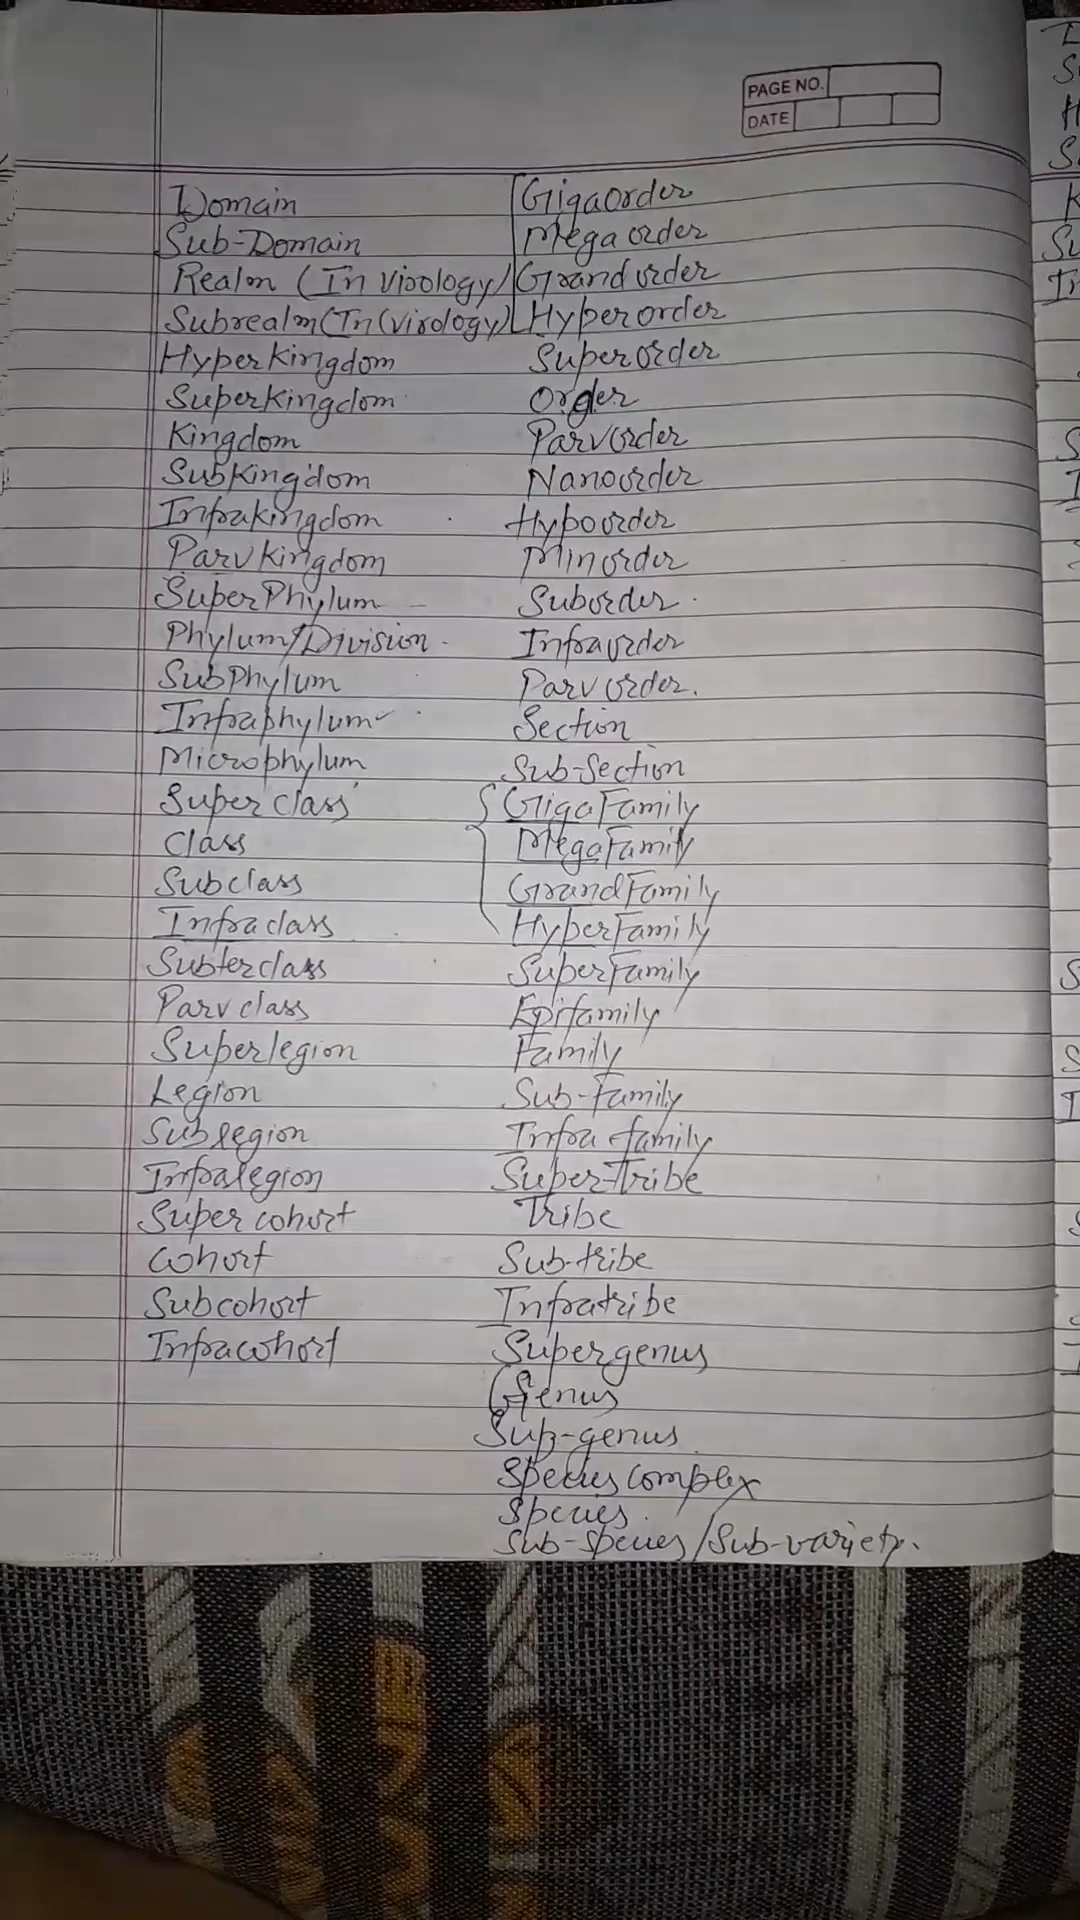 PAGE NO.
DATE
Domain
Sub-Domain
Realm (In virology)
Subrealm (In (virology)
Hyperkingdom
Superkingdom
Kingdom
Subkingdom
Infrakingdom
Parvkingdom
SuperPhylum
Phylum/Division
SubPhylum
Infraphylum
Microphylum
Superclass
Class
Subclass
Infraclass
Subterclass
Parvclass
Superlegion
Legion
Sublegion
Infralegion
Supercohort
Cohort
Subcohort
Infracohort
Gigaorder
Megaorder
Grandorder
Hyperorder
Superorder
Order
Parvorder
Nanoorder
Hypoorder
Minorder
Suborder.
Infraorder
Parvorder.
Section
Sub-Section
GigaFamily
MegaFamily
GrandFamily
HyperFamily
SuperFamily
Epifamily
Family
Sub-Family
Infra-family
Super-Tribe
Tribe
Sub-tribe
Infratribe
Supergenus
Genus
Sub-genus
Species complex
Species.
Sub-species/Sub-variety.